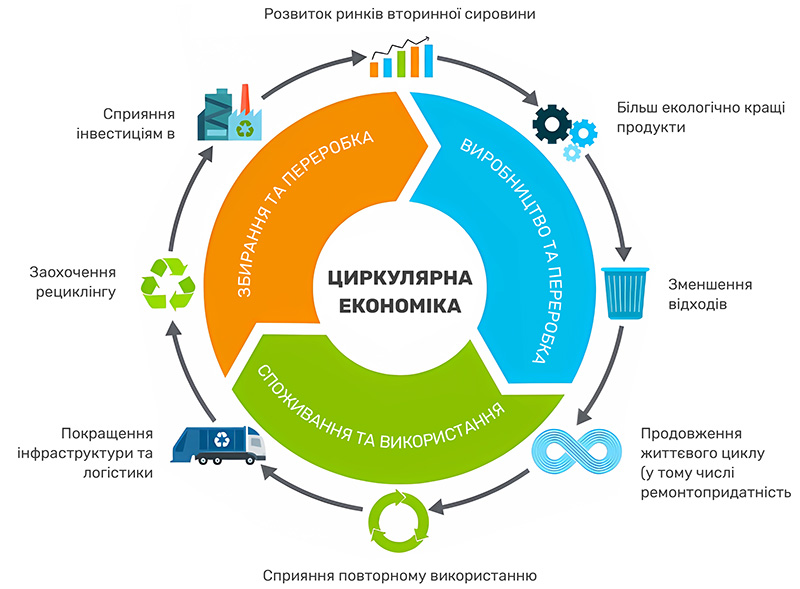 Розвиток ринків вторинної сировини
Більш екологічно кращі
продукти
Зменшення
відходів
Продовження
життєвого циклу
(у тому числі
ремонтопридатність
Сприяння повторному використанню
Покращення
інфраструктури та
логістики
Заохочення
рециклінгу
Сприяння
інвестиціям в
ЗБИРАННЯ ТА ПЕРЕРОБКА
ВИРОБНИЦТВО ТА ПЕРЕРОБКА
СПОЖИВАННЯ ТА ВИКОРИСТАННЯ
ЦИРКУЛЯРНА
ЕКОНОМІКА